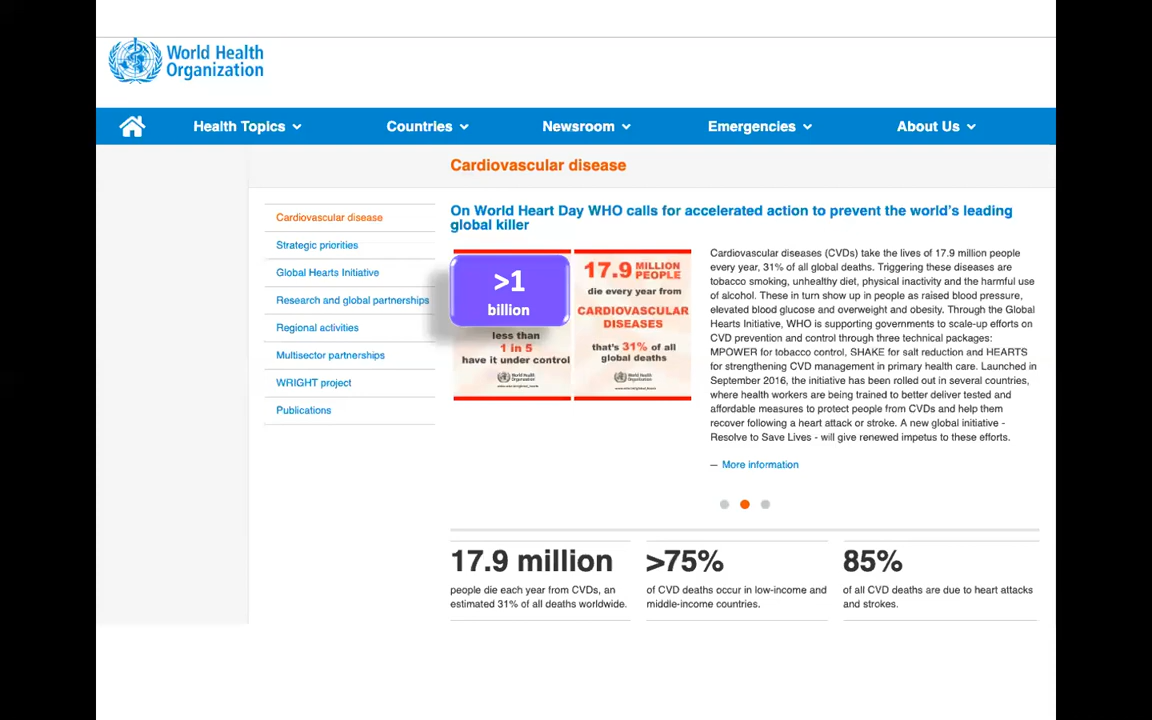 World Health
Organization
Health Topics
Countries
Newsroom
Emergencies
About Us
Cardiovascular disease
Cardiovascular disease
Strategic priorities
Global Hearts Initiative
Research and global partnerships
Regional activities
Multisector partnerships
WRIGHT project
Publications
On World Heart Day WHO calls for accelerated action to prevent the world's leading
global killer
>1
billion
less than
1 in 5
have it under control
World Health
Organization
17.9 MILLION
PEOPLE
die every year from
CARDIOVASCULAR
DISEASES
that's 31% of all
global deaths
World Health
Organization
Cardiovascular diseases (CVDs) take the lives of 17.9 million people
every year, 31% of all global deaths. Triggering these diseases are
tobacco smoking, unhealthy diet, physical inactivity and the harmful use
of alcohol. These in turn show up in people as raised blood pressure,
elevated blood glucose and overweight and obesity. Through the Global
Hearts Initiative, WHO is supporting governments to scale-up efforts on
CVD prevention and control through three technical packages:
MPOWER for tobacco control, SHAKE for salt reduction and HEARTS
for strengthening CVD management in primary health care. Launched in
September 2016, the initiative has been rolled out in several countries,
where health workers are being trained to better deliver tested and
affordable measures to protect people from CVDs and help them
recover following a heart attack or stroke. A new global initiative -
Resolve to Save Lives - will give renewed impetus to these efforts.
— More information
17.9 million
people die each year from CVDs, an
estimated 31% of all deaths worldwide.
>75%
of CVD deaths occur in low-income and
middle-income countries.
85%
of all CVD deaths are due to heart attacks
and strokes.